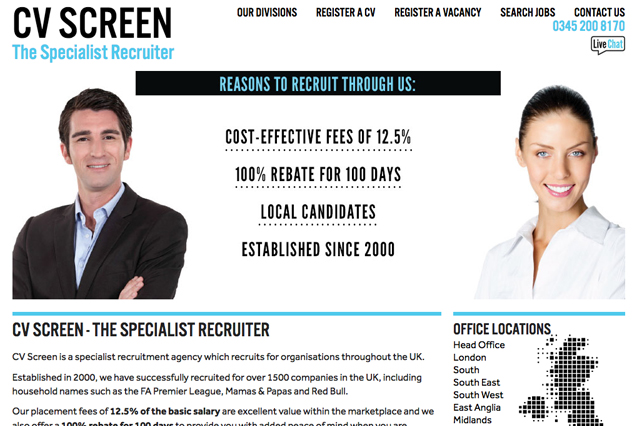 CV SCREEN
The Specialist Recruiter
OUR DIVISIONS REGISTER A CV REGISTER A VACANCY SEARCH JOBS CONTACT US
0345 200 8170
Live Chat
REASONS TO RECRUIT THROUGH US:
COST-EFFECTIVE FEES OF 12.5%
100% REBATE FOR 100 DAYS
LOCAL CANDIDATES
ESTABLISHED SINCE 2000
CV SCREEN - THE SPECIALIST RECRUITER
CV Screen is a specialist recruitment agency which recruits for organisations throughout the UK.
Established in 2000, we have successfully recruited for over 1500 companies in the UK, including
household names such as the FA Premier League, Mamas & Papas and Red Bull.
Our placement fees of 12.5% of the basic salary are excellent value within the marketplace and we
also offer a 100% rebate for 100 days to provide you with added peace of mind when you are
OFFICE LOCATIONS
Head Office
London
South
South East
South West
East Anglia
Midlands